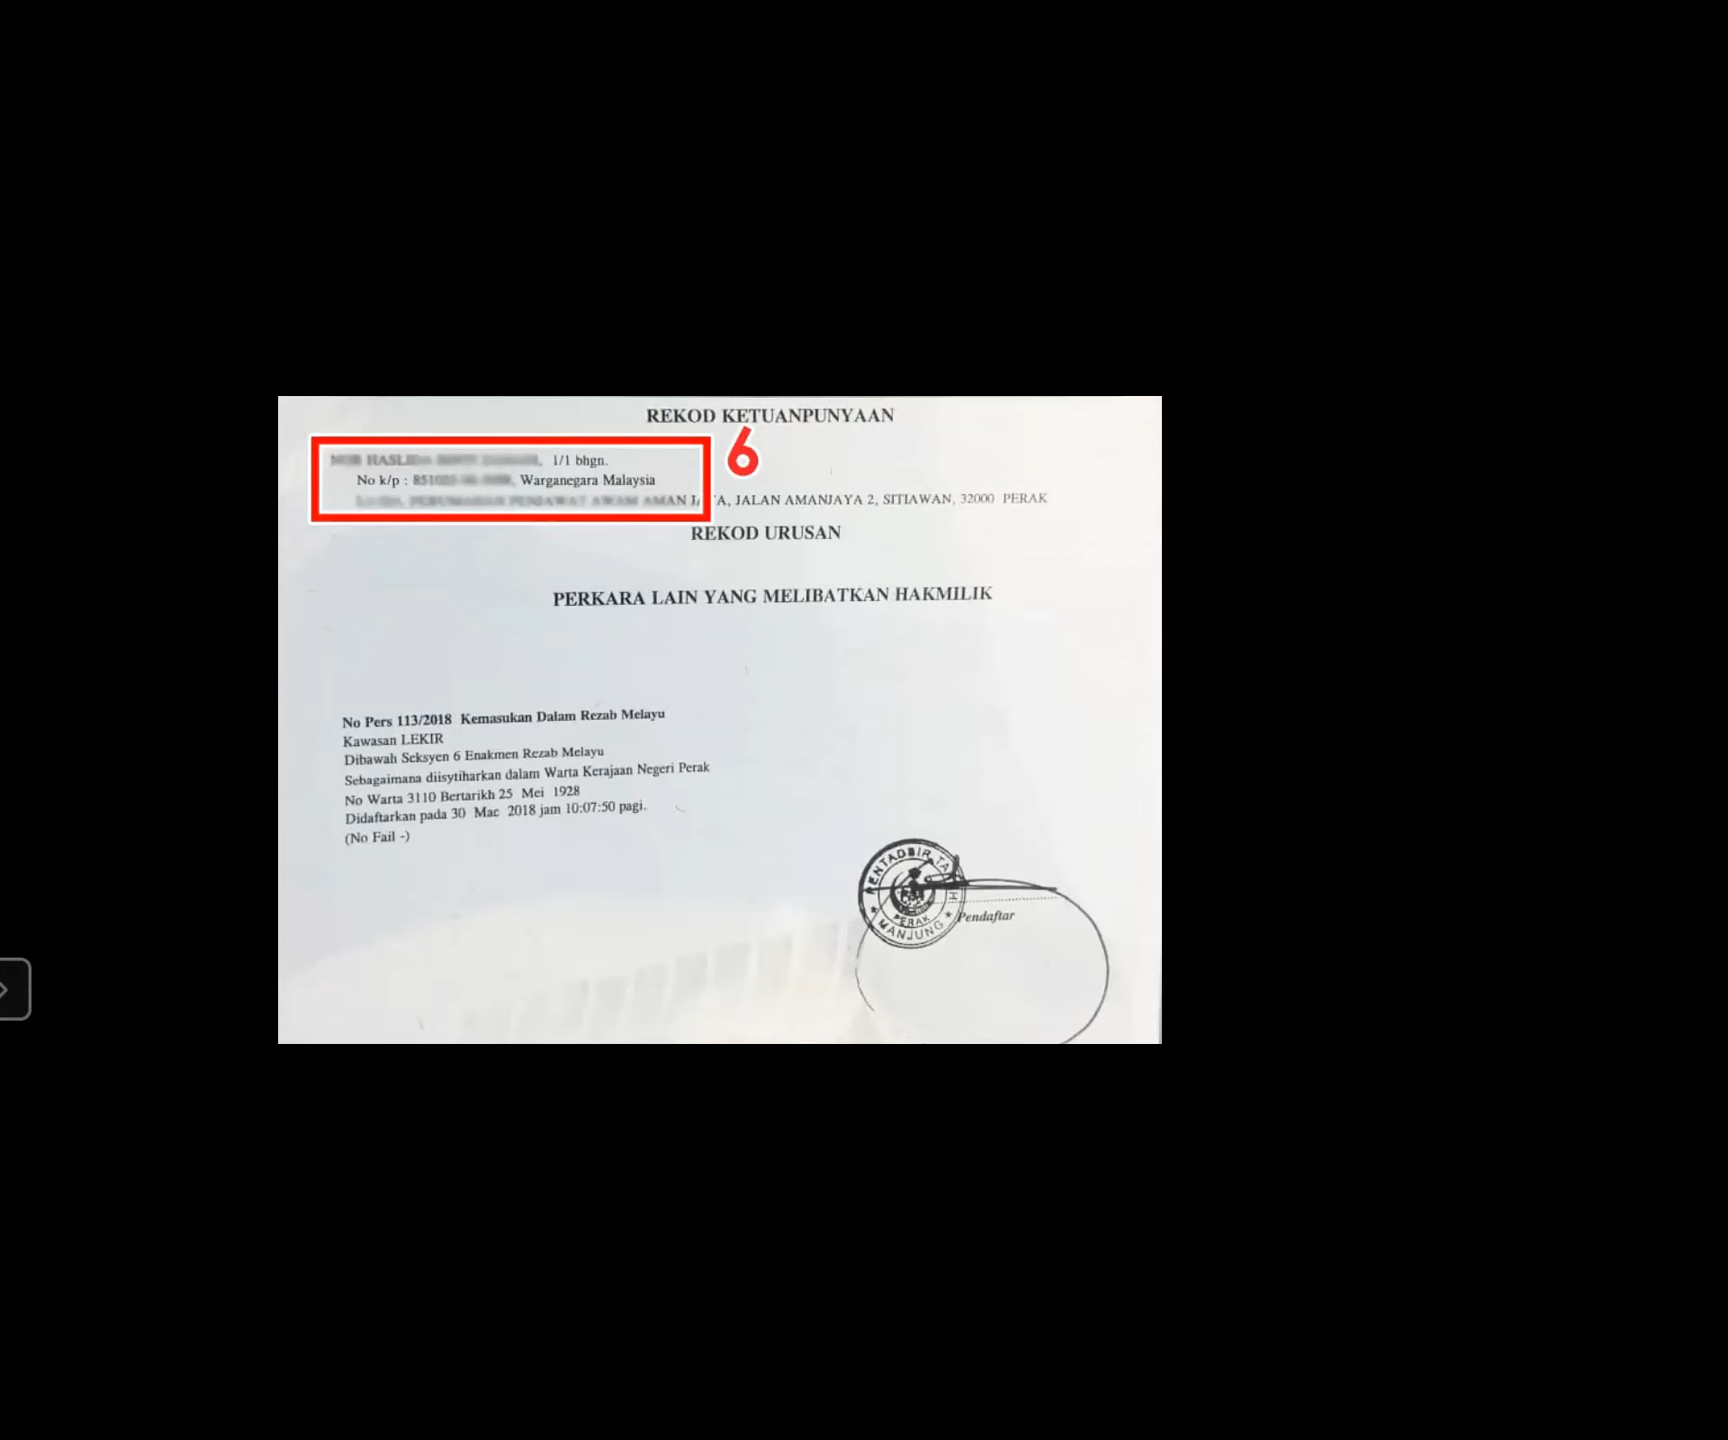 REKOD KETUANPUNYAAN
6
1/1 bhgn.
No k/p : Warganegara Malaysia
AMAN JALAN AMANJAYA 2, SITIAWAN, 32000 PERAK
REKOD URUSAN
PERKARA LAIN YANG MELIBATKAN HAKMILIK
No Pers 113/2018 Kemasukan Dalam Rezab Melayu
Kawasan LEKIR
Dibawah Seksyen 6 Enakmen Rezab Melayu
Sebagaimana diisytiharkan dalam Warta Kerajaan Negeri Perak
No Warta 3110 Bertarikh 25 Mei 1928
Didaftarkan pada 30 Mac 2018 jam 10:07:50 pagi.
(No Fail -)
PENTADBIR
PERAK
MANJUNG
Pendaftar